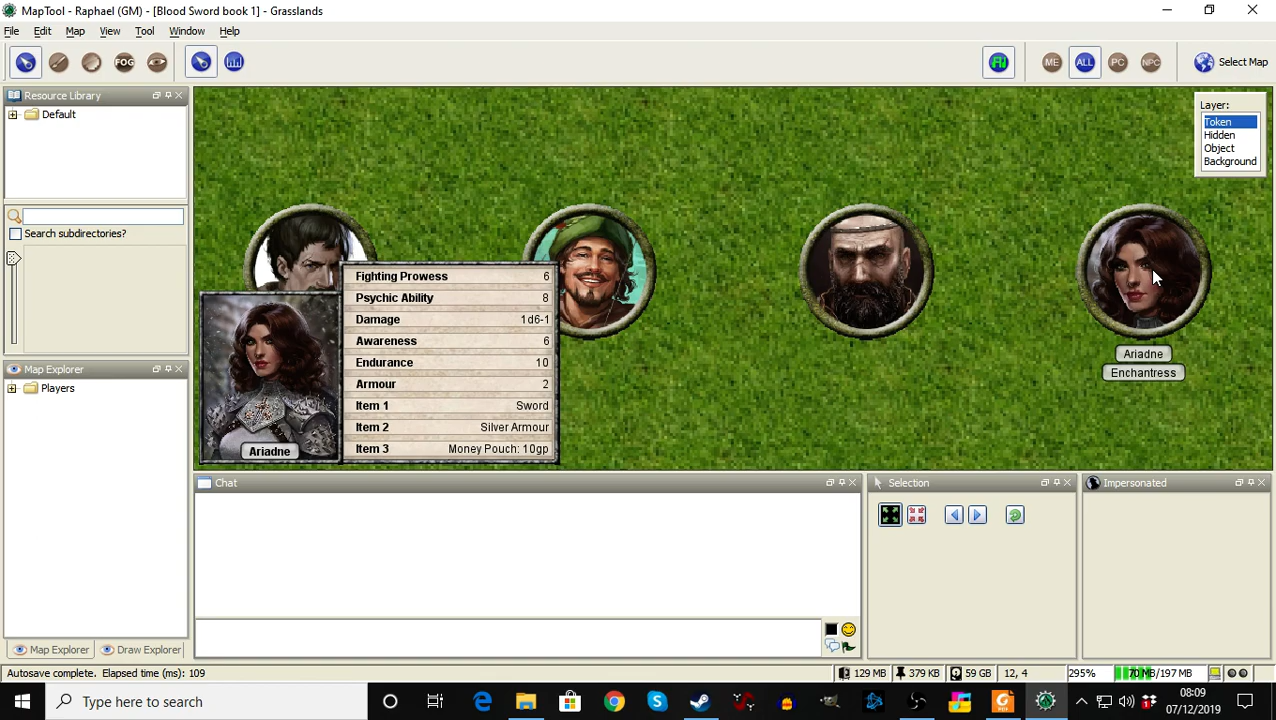 MapTool - Raphael (GM) - [Blood Sword book 1] - Grasslands
File Edit Map View Tool Window Help
FOG FW ME ALL PC NPC Select Map
Resource Library
Default
Search subdirectories?
Map Explorer
Players
Map Explorer Draw Explorer
Layer:
Token
Hidden
Object
Background
Fighting Prowess 6
Psychic Ability 8
Damage 1d6-1
Awareness 6
Endurance 10
Armour 2
Item 1 Sword
Item 2 Silver Armour
Item 3 Money Pouch: 10gp
Ariadne
Ariadne
Enchantress
Chat
Selection
Impersonated
Autosave complete. Elapsed time (ms): 109
129 MB 379 KB 59 GB 12, 4 295% 70 MB/197 MB
Type here to search
08:09
07/12/2019